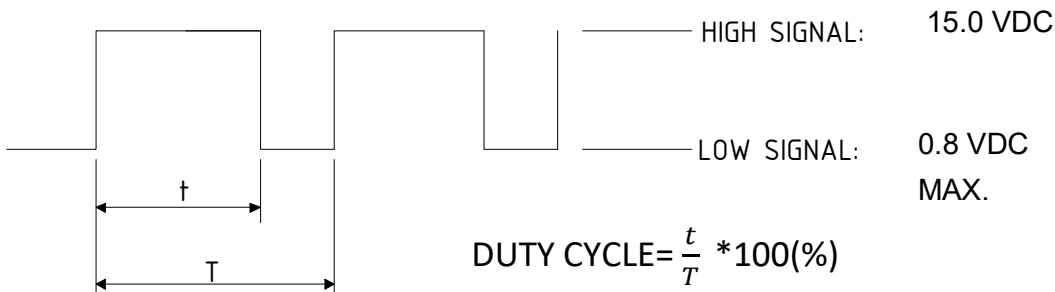 HIGH SIGNAL: 15.0 VDC
LOW SIGNAL: 0.8 VDC
MAX.
t
DUTY CYCLE= t/T *100(%)
T